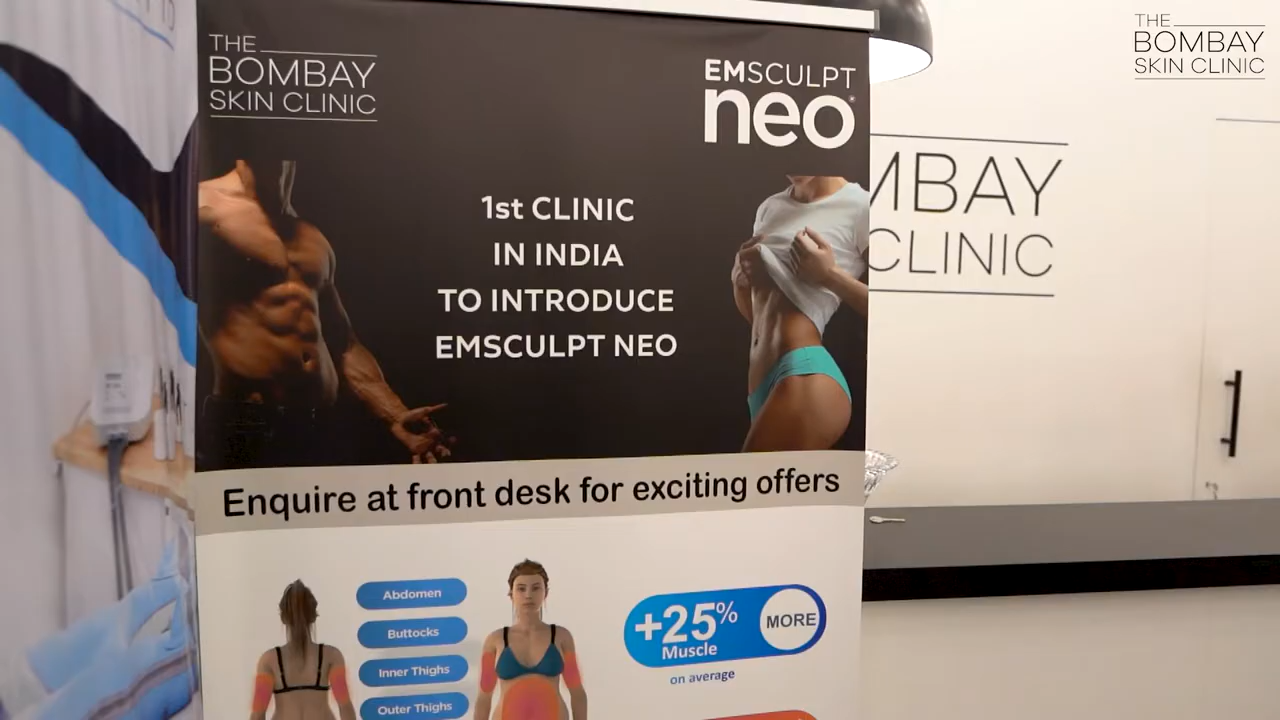 THE
BOMBAY
SKIN CLINIC
EMSCULPT
neo
1st CLINIC
IN INDIA
TO INTRODUCE
EMSCULPT NEO
Enquire at front desk for exciting offers
Abdomen
Buttocks
Inner Thighs
Outer Thighs
+25%
Muscle
MORE
on average
MBAY
CLINIC
THE
BOMBAY
SKIN CLINIC